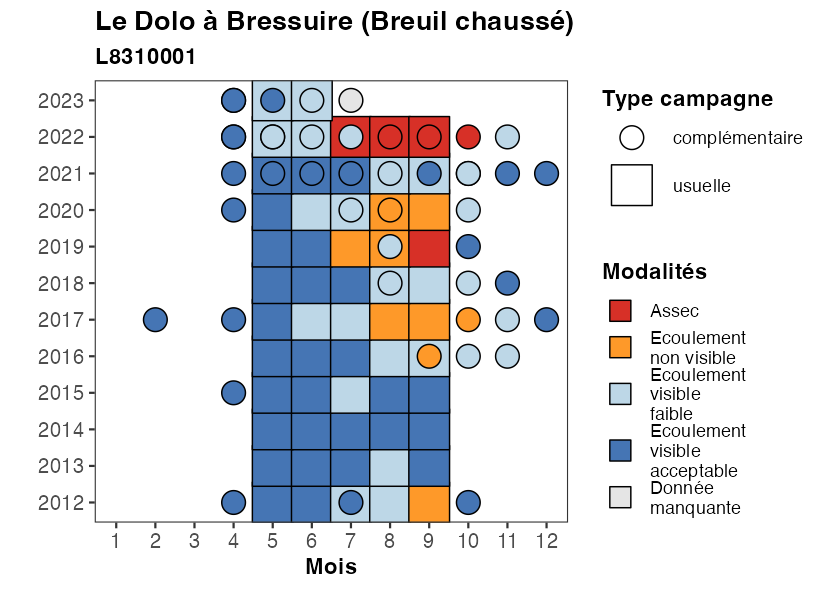 Le Dolo à Bressuire (Breuil chaussé)
L8310001
2023
2022
2021
2020
2019
2018
2017
2016
2015
2014
2013
2012
1 2 3 4 5 6 7 8 9 10 11 12
Mois
Type campagne
complémentaire
usuelle
Modalités
Assec
Ecoulement
non visible
Ecoulement
visible
faible
Ecoulement
visible
acceptable
Donnée
manquante